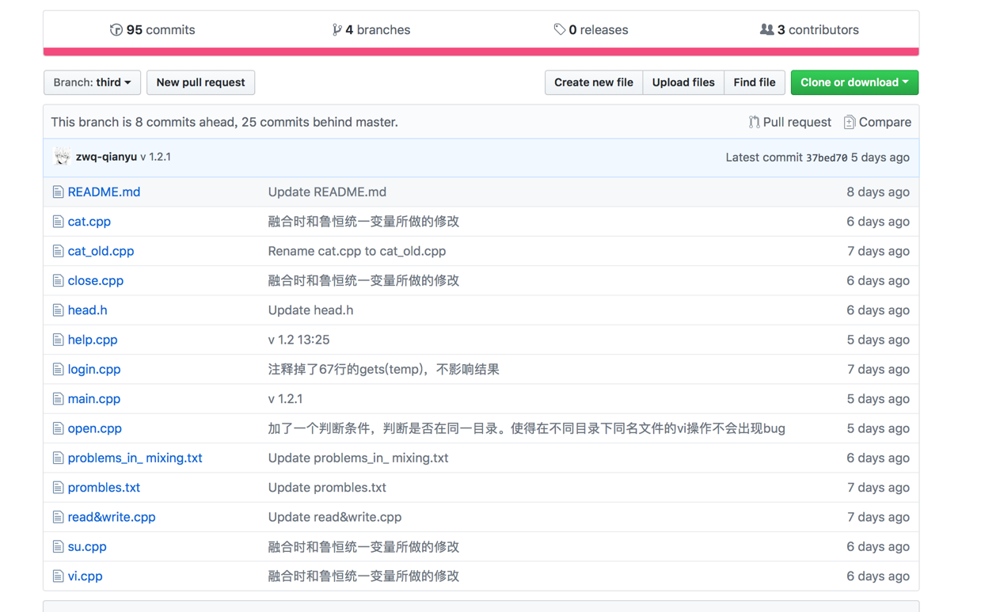 95 commits 4 branches 0 releases 3 contributors
Branch: third New pull request Create new file Upload files Find file Clone or download
This branch is 8 commits ahead, 25 commits behind master. Pull request Compare
zwq-qianyu v 1.2.1 Latest commit 37bed70 5 days ago
README.md Update README.md 8 days ago
cat.cpp 融合时和鲁恒统一变量所做的修改 6 days ago
cat_old.cpp Rename cat.cpp to cat_old.cpp 7 days ago
close.cpp 融合时和鲁恒统一变量所做的修改 6 days ago
head.h Update head.h 6 days ago
help.cpp v 1.2 13:25 5 days ago
login.cpp 注释掉了67行的gets(temp)，不影响结果 7 days ago
main.cpp v 1.2.1 5 days ago
open.cpp 加了一个判断条件，判断是否在同一目录。使得在不同目录下同名文件的vi操作不会出现bug 5 days ago
problems_in_ mixing.txt Update problems_in_ mixing.txt 6 days ago
prombles.txt Update prombles.txt 7 days ago
read&write.cpp Update read&write.cpp 7 days ago
su.cpp 融合时和鲁恒统一变量所做的修改 6 days ago
vi.cpp 融合时和鲁恒统一变量所做的修改 6 days ago